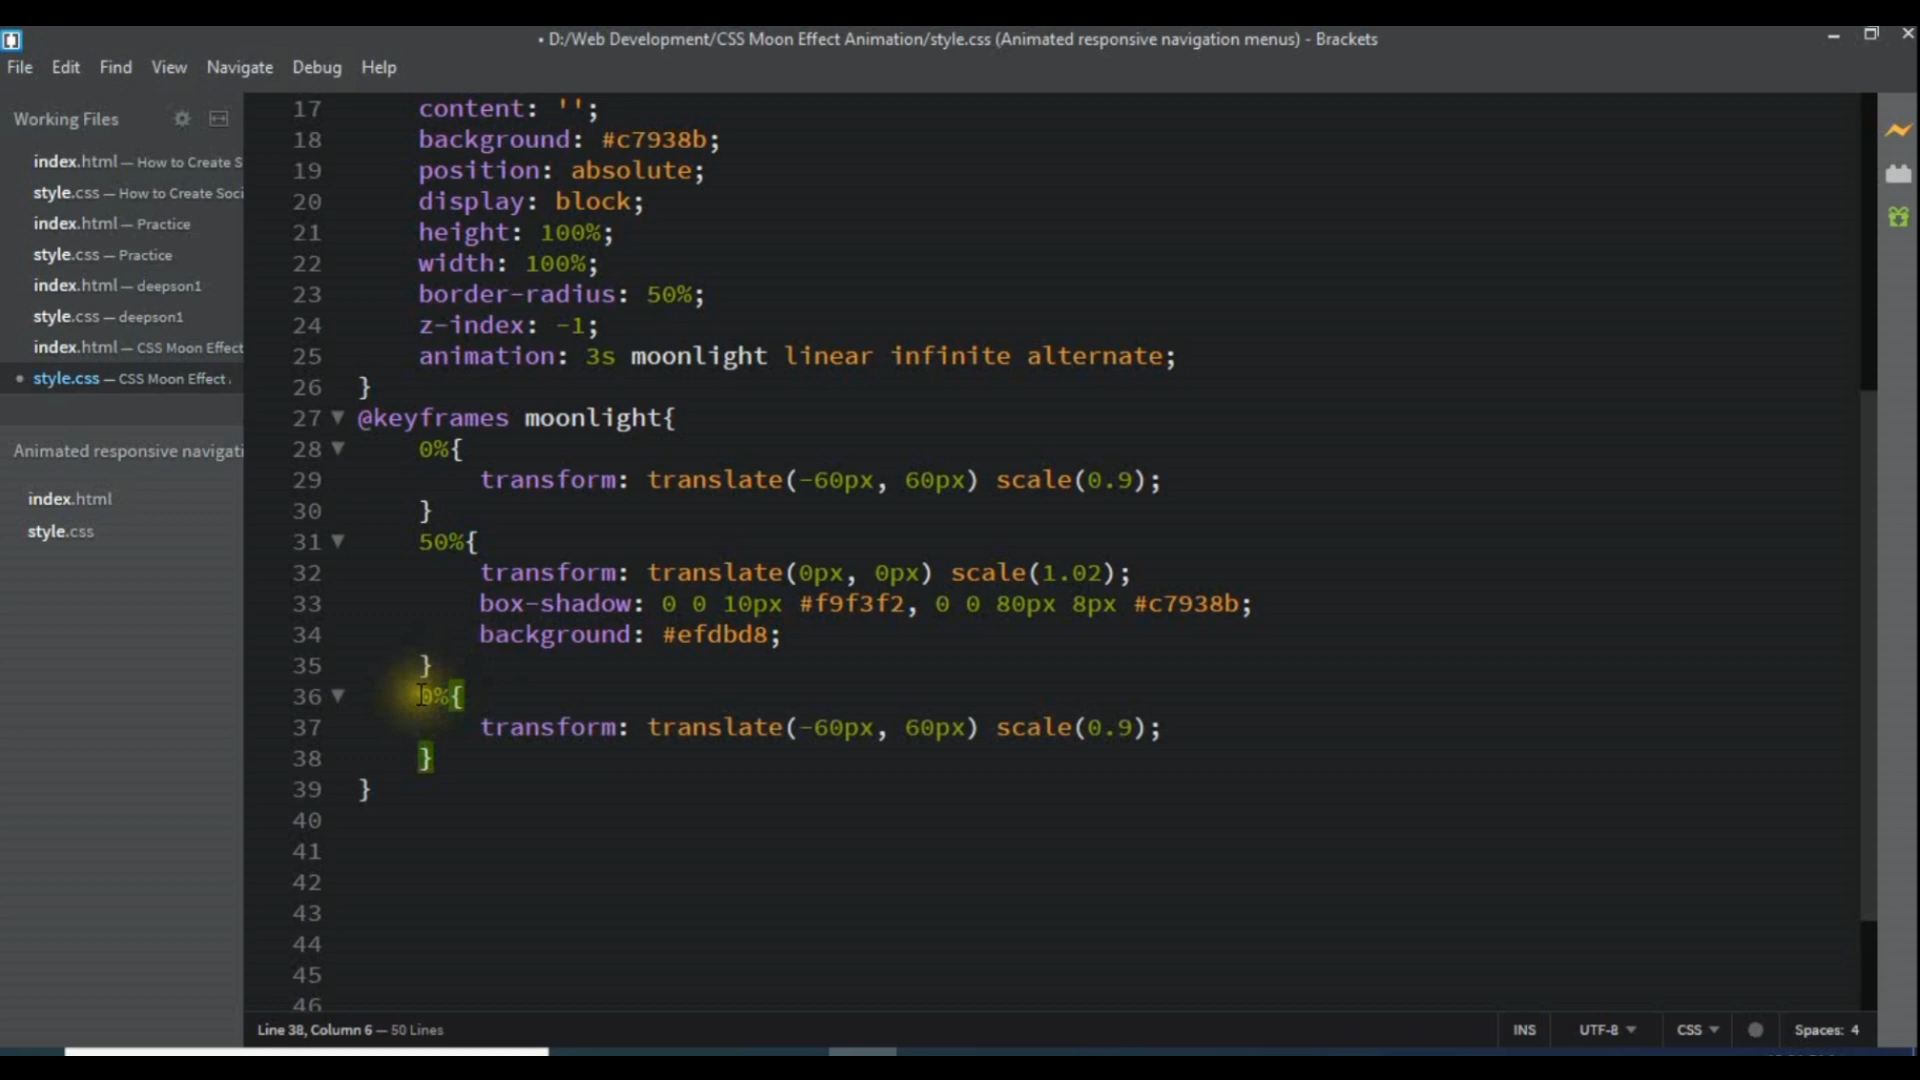 • D:/Web Development/CSS Moon Effect Animation/style.css (Animated responsive navigation menus) - Brackets
File Edit Find View Navigate Debug Help
Working Files
index.html — How to Create S
style.css — How to Create Soci
index.html — Practice
style.css — Practice
index.html — deepson1
style.css — deepson1
index.html — CSS Moon Effect
• style.css — CSS Moon Effect
Animated responsive navigati
index.html
style.css
17 content: '';
18 background: #c7938b;
19 position: absolute;
20 display: block;
21 height: 100%;
22 width: 100%;
23 border-radius: 50%;
24 z-index: -1;
25 animation: 3s moonlight linear infinite alternate;
26 }
27 @keyframes moonlight{
28 0%{
29 transform: translate(-60px, 60px) scale(0.9);
30 }
31 50%{
32 transform: translate(0px, 0px) scale(1.02);
33 box-shadow: 0 0 10px #f9f3f2, 0 0 80px 8px #c7938b;
34 background: #efdbd8;
35 }
36 0%{
37 transform: translate(-60px, 60px) scale(0.9);
38 }
39 }
40
41
42
43
44
45
46
Line 38, Column 6 — 50 Lines
INS UTF-8 CSS Spaces: 4